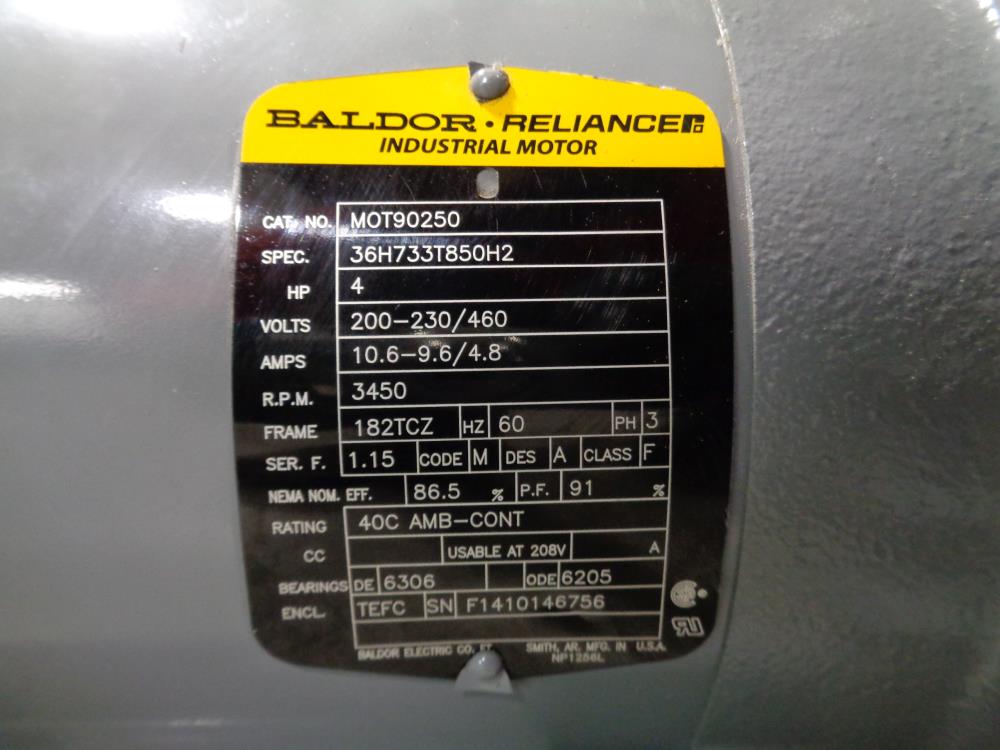 BALDOR • RELIANCE
INDUSTRIAL MOTOR
CAT. NO. MOT90250
SPEC. 36H733T850H2
HP 4
VOLTS 200-230/460
AMPS 10.6-9.6/4.8
R.P.M. 3450
FRAME 182TCZ HZ 60 PH 3
SER. F. 1.15 CODE M DES A CLASS F
NEMA NOM. EFF. 86.5 % P.F. 91 %
RATING 40C AMB-CONT
CC USABLE AT 208V A
BEARINGS DE 6306 ODE 6205
ENCL. TEFC SN F1410146756
BALDOR ELECTRIC CO. FT. SMITH, AR. MFG. IN U.S.A.
NP1256L